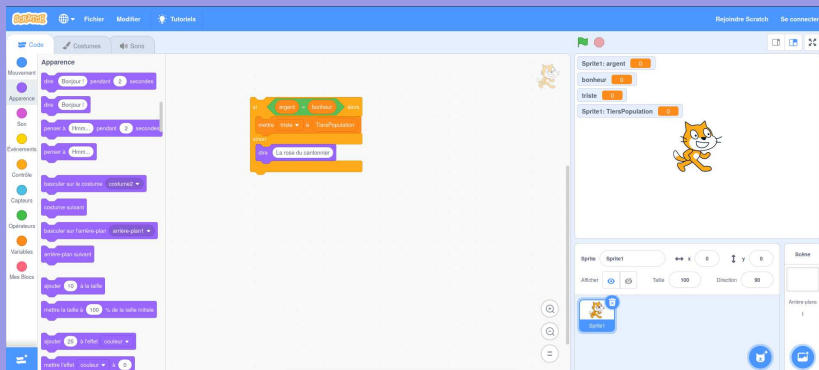 SCRATCH
Fichier
Modifier
Tutoriels
Rejoindre Scratch
Se connecter
Code
Costumes
Sons
Mouvement
Apparence
Son
Événements
Contrôle
Capteurs
Opérateurs
Variables
Mes Blocs
Apparence
dire Bonjour ! pendant 2 secondes
dire Bonjour !
penser à Hmm... pendant 2 secondes
penser à Hmm...
basculer sur le costume costume2
costume suivant
basculer sur l'arrière-plan arrière-plan1
arrière-plan suivant
ajouter 10 à la taille
mettre la taille à 100 % de la taille initiale
ajouter 25 à l'effet couleur
mettre l'effet couleur à 0
si argent = bonheur alors
mettre triste à TiersPopulation
sinon
dire La rose du cantonnier
Sprite1: argent 0
bonheur 0
triste 0
Sprite1: TiersPopulation 0
Sprite Sprite1 x 0 y 0
Afficher Taille 100 Direction 90
Sprite1
Scène
Arrière-plans
1